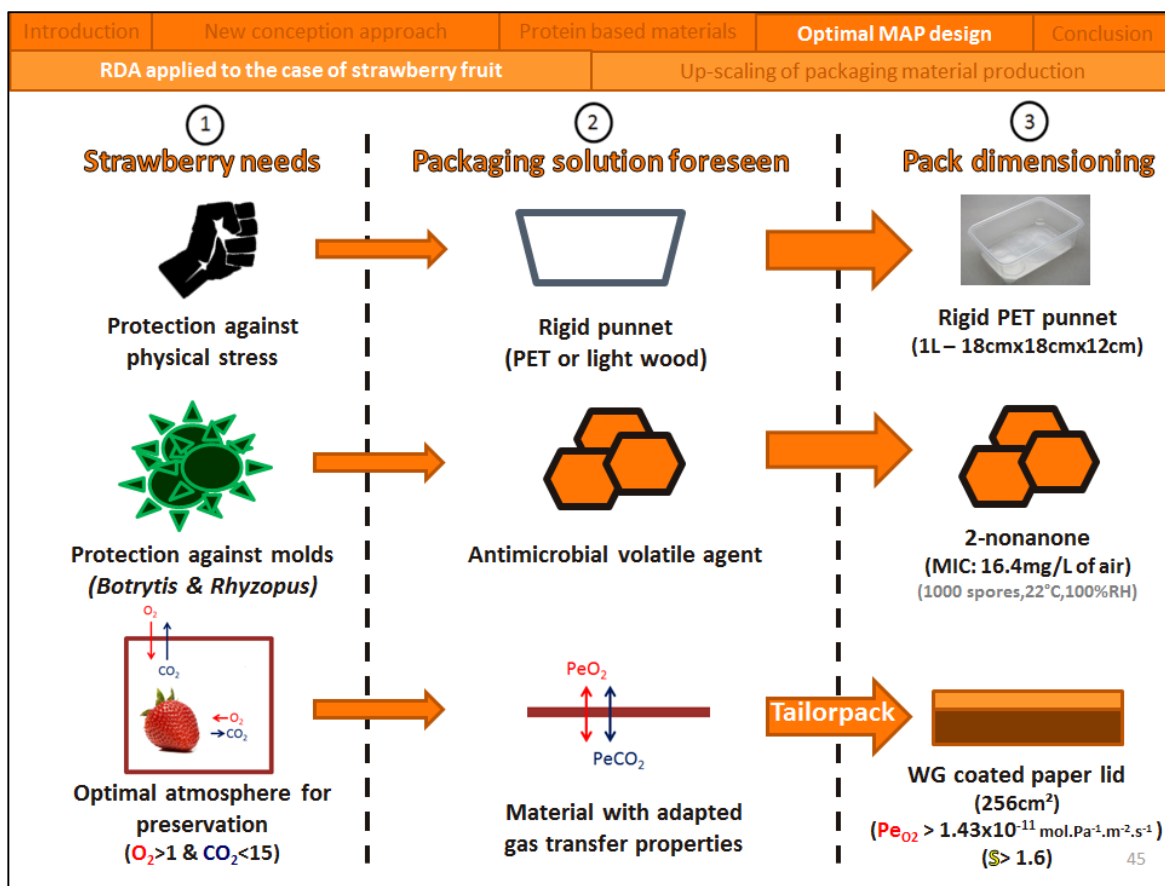 Introduction
New conception approach
Protein based materials
Optimal MAP design
Conclusion
RDA applied to the case of strawberry fruit
Up-scaling of packaging material production
1
Strawberry needs
2
Packaging solution foreseen
3
Pack dimensioning
Protection against
physical stress
Rigid punnet
(PET or light wood)
Rigid PET punnet
(1L – 18cmx18cmx12cm)
Protection against molds
(Botrytis & Rhyzopus)
Antimicrobial volatile agent
2-nonanone
(MIC: 16.4mg/L of air)
(1000 spores,22°C,100%RH)
O₂
CO₂
O₂
CO₂
Optimal atmosphere for
preservation
(O₂>1 & CO₂<15)
PeO₂
PeCO₂
Material with adapted
gas transfer properties
Tailorpack
WG coated paper lid
(256cm²)
(Pe_O₂ > 1.43x10⁻¹¹ mol.Pa⁻¹.m⁻².s⁻¹)
(S> 1.6)
45